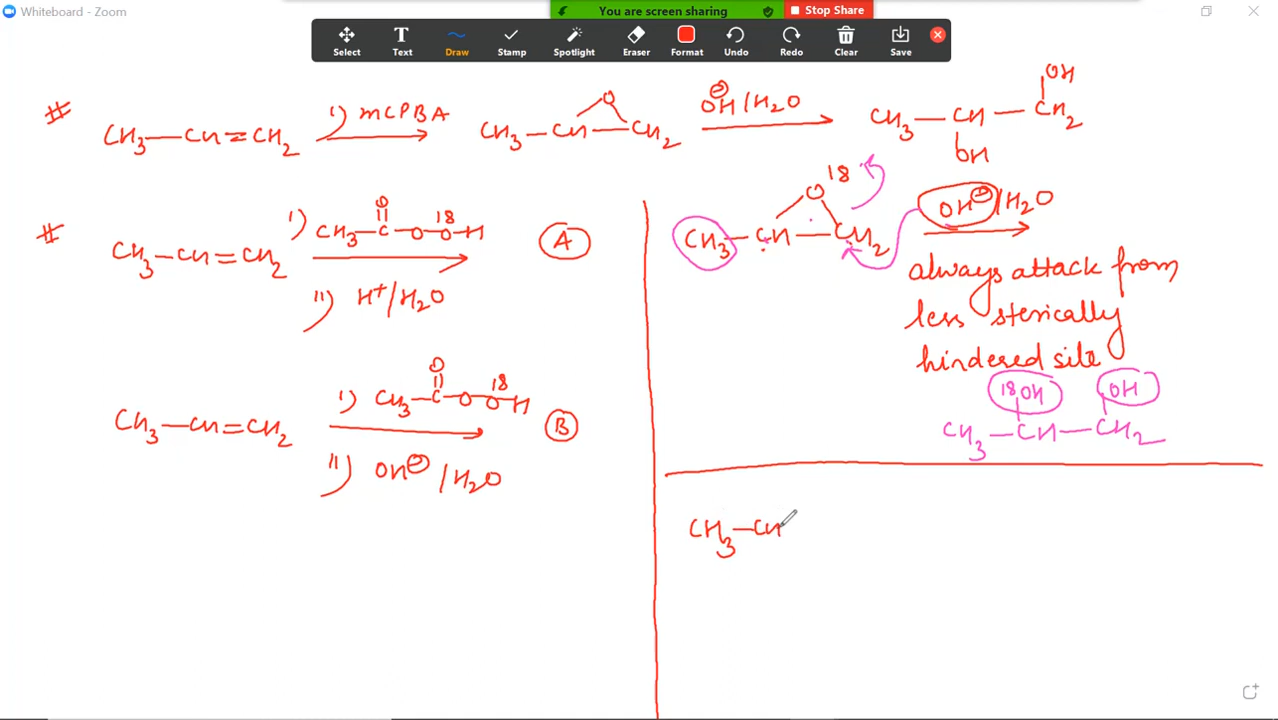 Whiteboard - Zoom
You are screen sharing
Stop Share
Select
Text
Draw
Stamp
Spotlight
Eraser
Format
Undo
Redo
Clear
Save
# CH3—CH=CH2 i) mCPBA CH3—CH—CH2 O OH⊖/H2O CH3—CH—CH2 OH OH
# CH3—CH=CH2 i) CH3—C—O—O—H O 18 A
ii) H+/H2O
CH3—CH=CH2 i) CH3—C—O—O—H O 18 B
ii) OH⊖/H2O
CH3—CH—CH2 O 18 OH⊖/H2O
always attack from
less sterically
hindered site
18OH OH
CH3—CH—CH2
CH3—CH